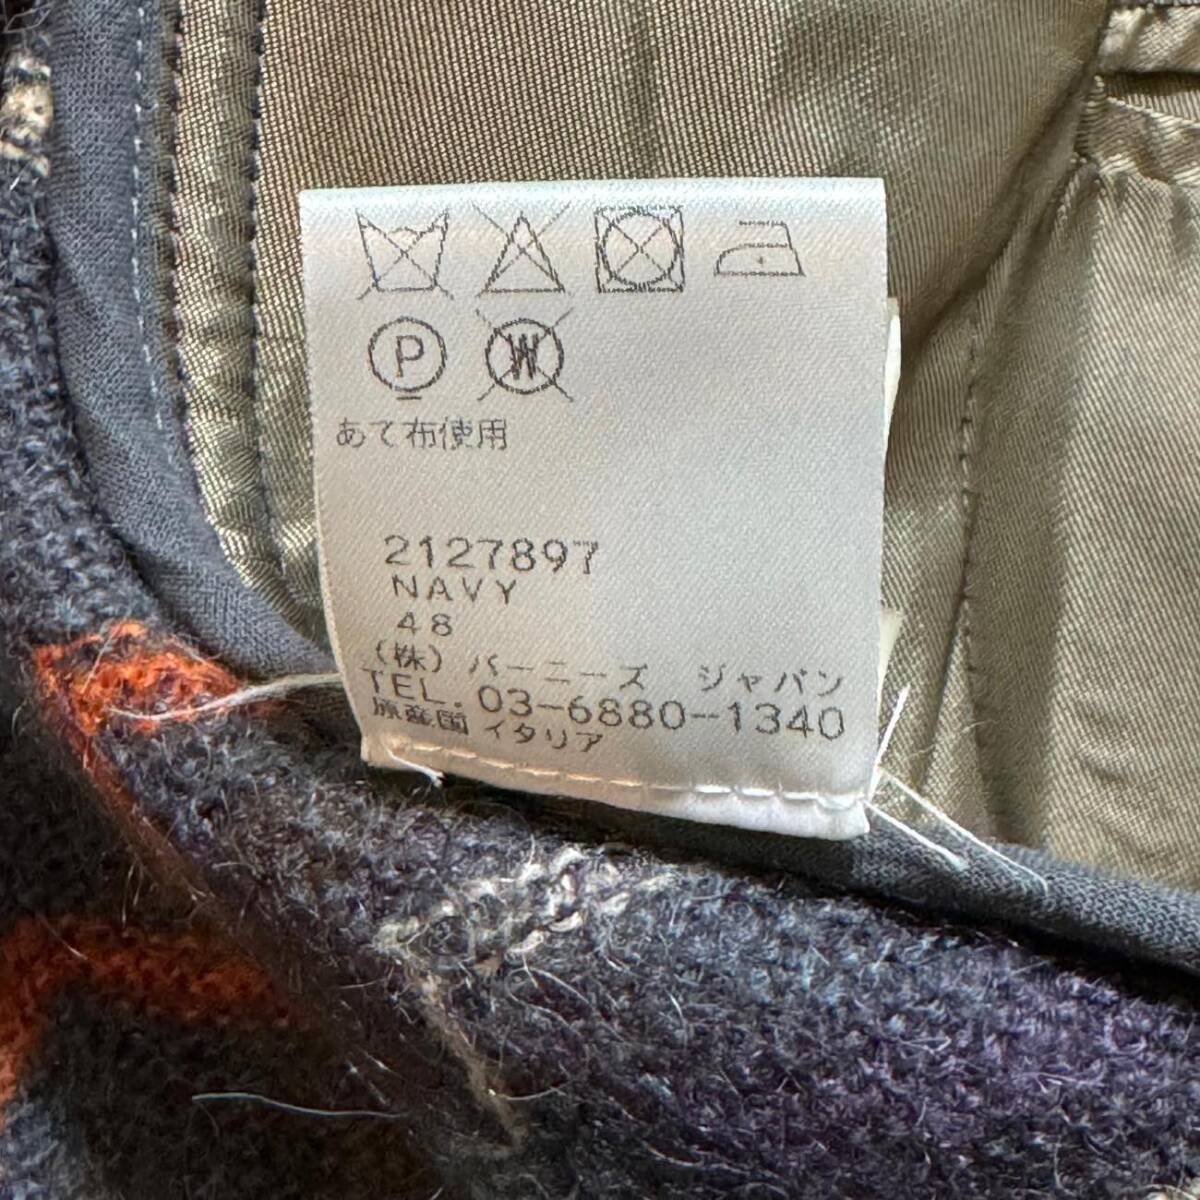 P W
あて布使用
2127897
NAVY
48
(株) バーニーズ ジャパン
TEL. 03-6880-1340
原産国 イタリア